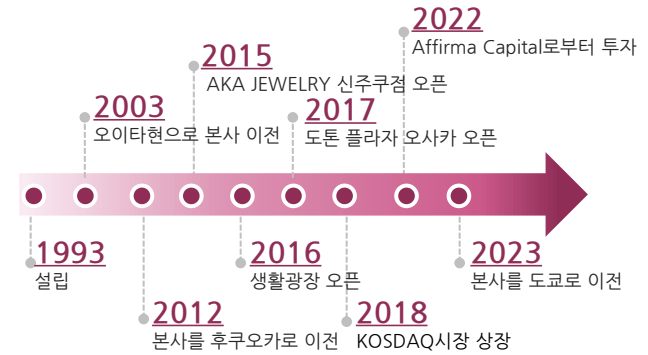 1993
설립
2003
오이타현으로 본사 이전
2012
본사를 후쿠오카로 이전
2015
AKA JEWELRY 신주쿠점 오픈
2016
생활광장 오픈
2017
도톤 플라자 오사카 오픈
2018
KOSDAQ시장 상장
2022
Affirma Capital로부터 투자
2023
본사를 도쿄로 이전